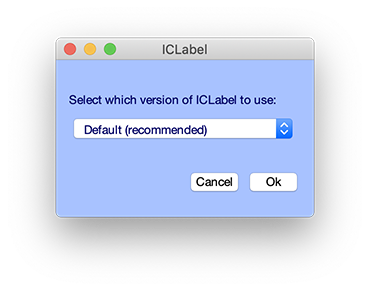 ICLabel
Select which version of ICLabel to use:
Default (recommended)
Cancel Ok